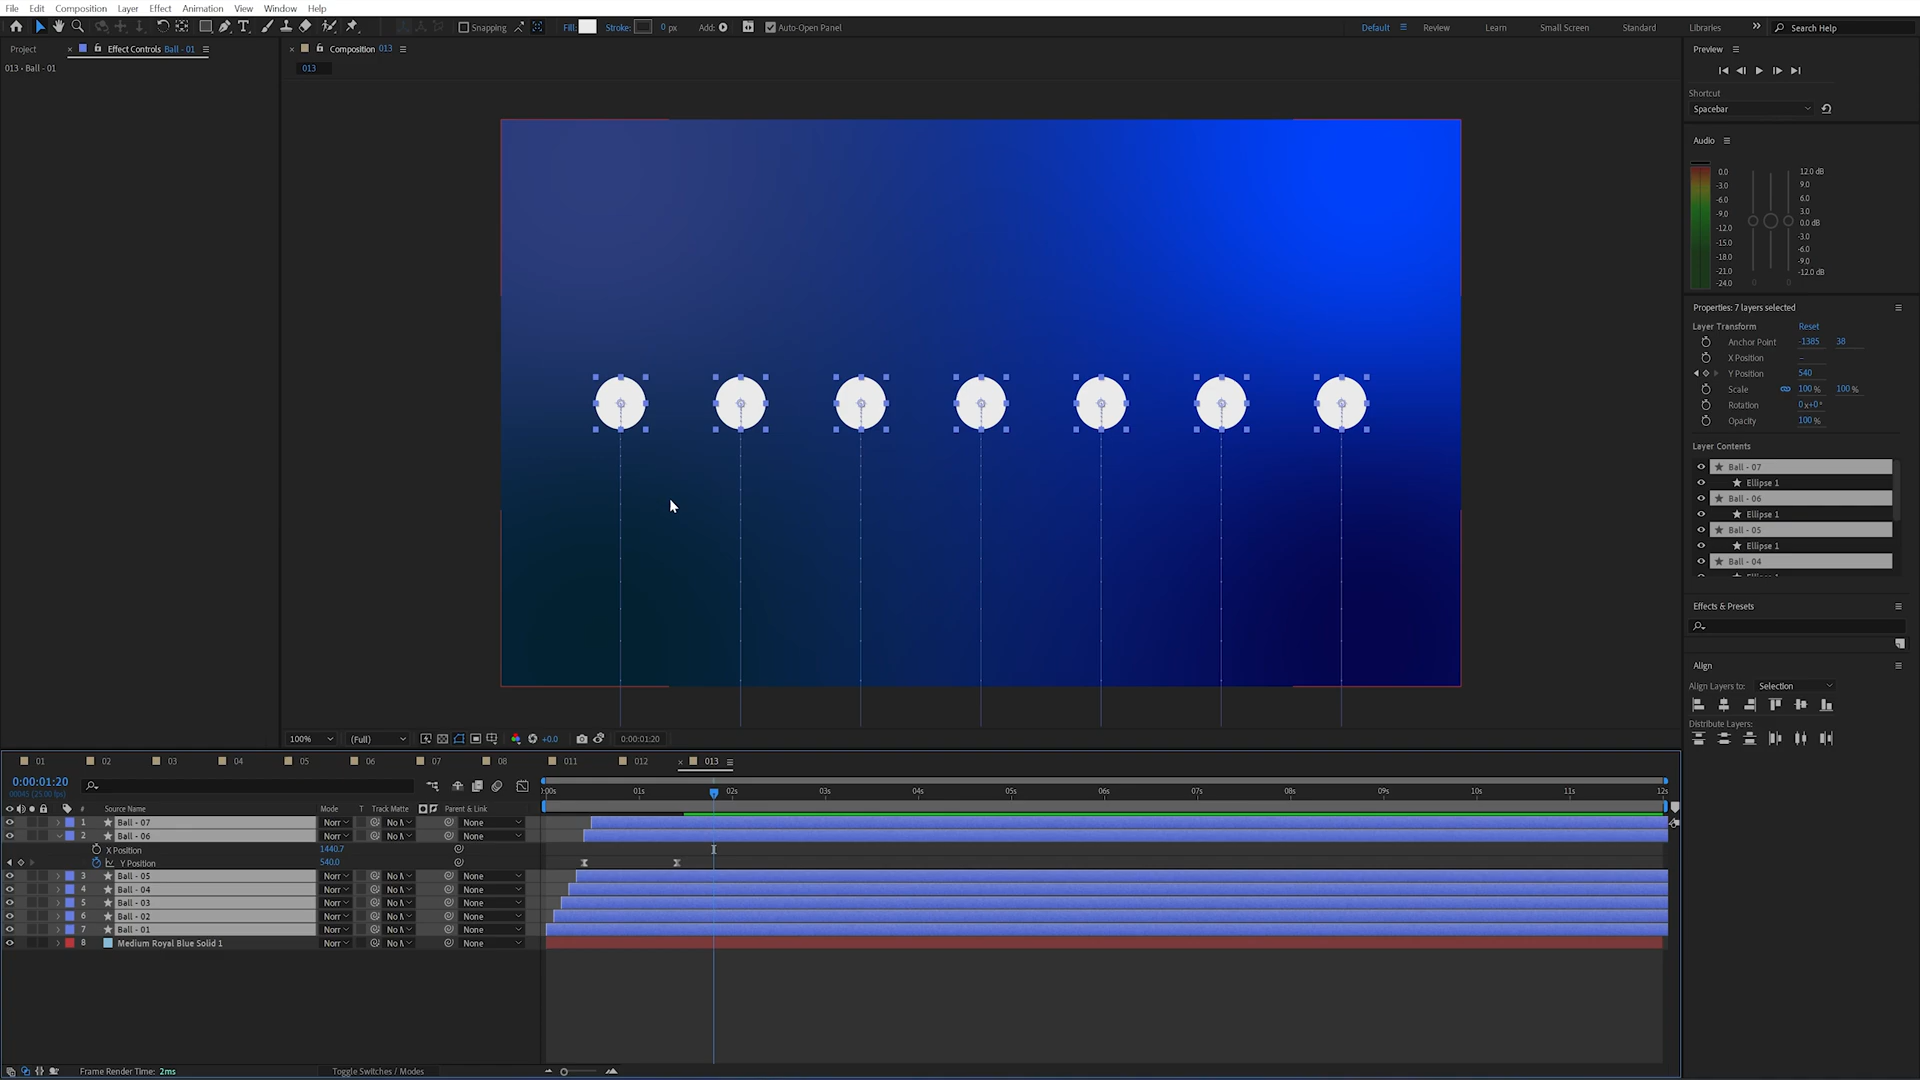 File Edit Composition Layer Effect Animation View Window Help
Snapping Fill: Stroke: 0 px Add: Auto-Open Panel Default Review Learn Small Screen Standard Libraries Search Help
Project Effect Controls Ball - 01 Composition 013 Preview
013 • Ball - 01 013
Shortcut
Spacebar
Audio
0.0 12.0 dB
-3.0 9.0
-6.0 6.0
-9.0 3.0
-12.0 0.0 dB
-15.0 -3.0
-18.0 -6.0
-21.0 -9.0
-24.0 -12.0 dB
0 0
Properties: 7 layers selected
Layer Transform Reset
Anchor Point -1385 38
X Position –
Y Position 540
Scale 100 % 100 %
Rotation 0x+0°
Opacity 100 %
Layer Contents
Ball - 07
Ellipse 1
Ball - 06
Ellipse 1
Ball - 05
Ellipse 1
Ball - 04
Effects & Presets
Align
Align Layers to: Selection
Distribute Layers:
100% (Full) +0.0 0:00:01:20
01 02 03 04 05 06 07 08 011 012 013
0:00:01:20
00045 (25.00 fps)
:00s 01s 02s 03s 04s 05s 06s 07s 08s 09s 10s 11s 12s
# Source Name Mode T Track Matte Parent & Link
1 Ball - 07 Norr No M None
2 Ball - 06 Norr No M None
X Position 1440.7
Y Position 540.0
3 Ball - 05 Norr No M None
4 Ball - 04 Norr No M None
5 Ball - 03 Norr No M None
6 Ball - 02 Norr No M None
7 Ball - 01 Norr No M None
8 Medium Royal Blue Solid 1 Norr No M None
Frame Render Time: 2ms Toggle Switches / Modes